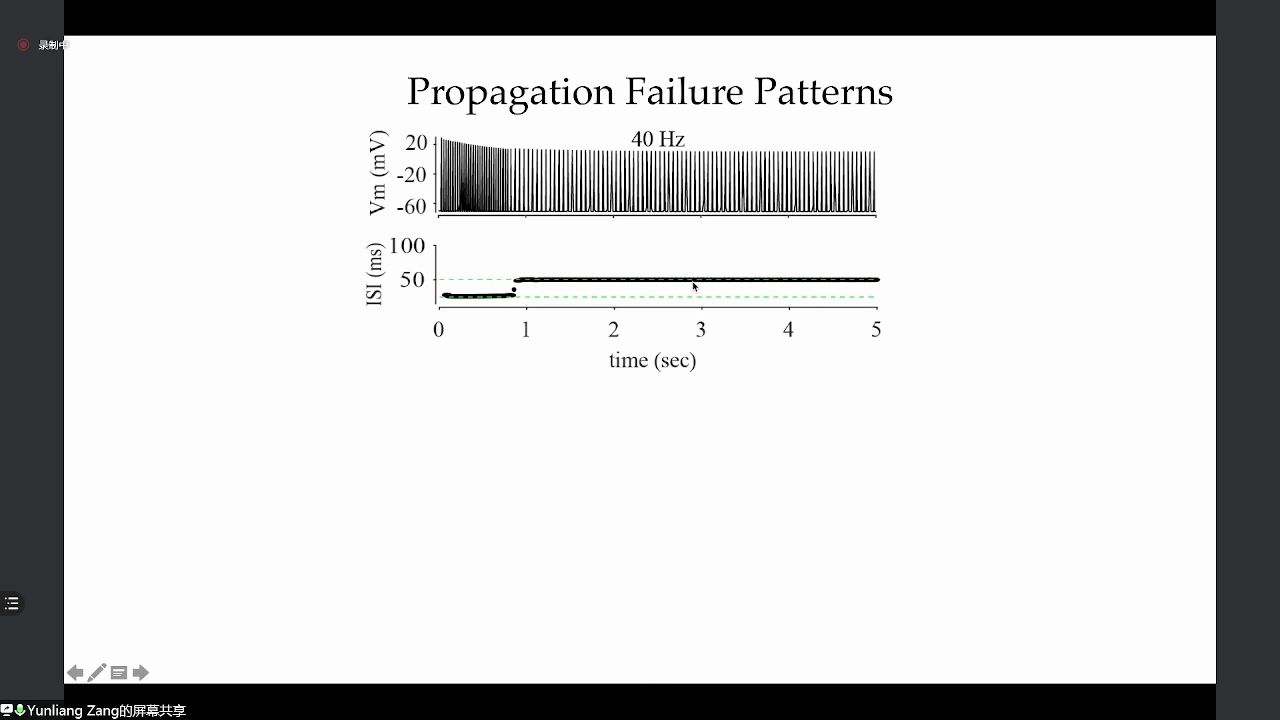 录制中
Propagation Failure Patterns
40 Hz
Vm (mV)
20
-20
-60
ISI (ms)
100
50
0 1 2 3 4 5
time (sec)
Yunliang Zang的屏幕共享